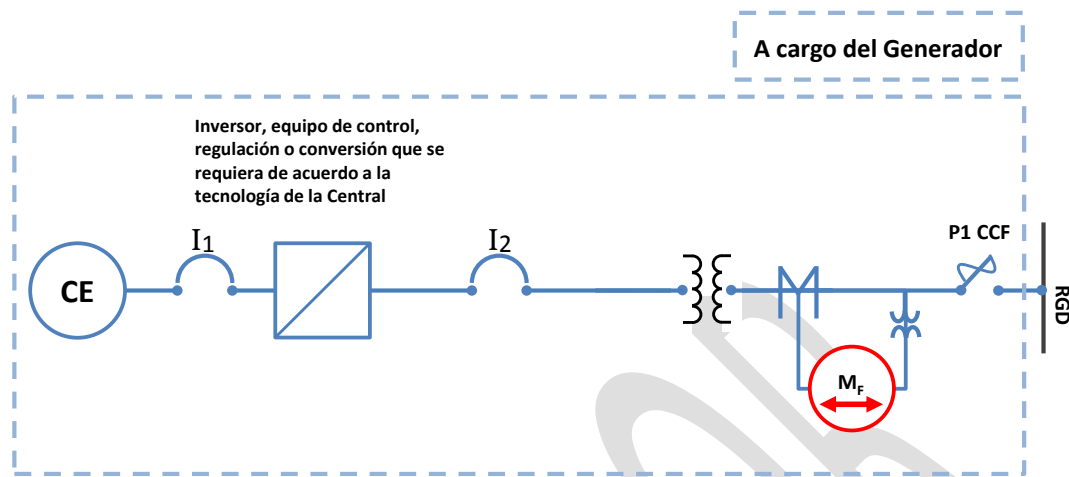 A cargo del Generador
Inversor, equipo de control,
regulación o conversión que se
requiera de acuerdo a la
tecnología de la Central
I1
I2
P1 CCF
CE
RGD
MF